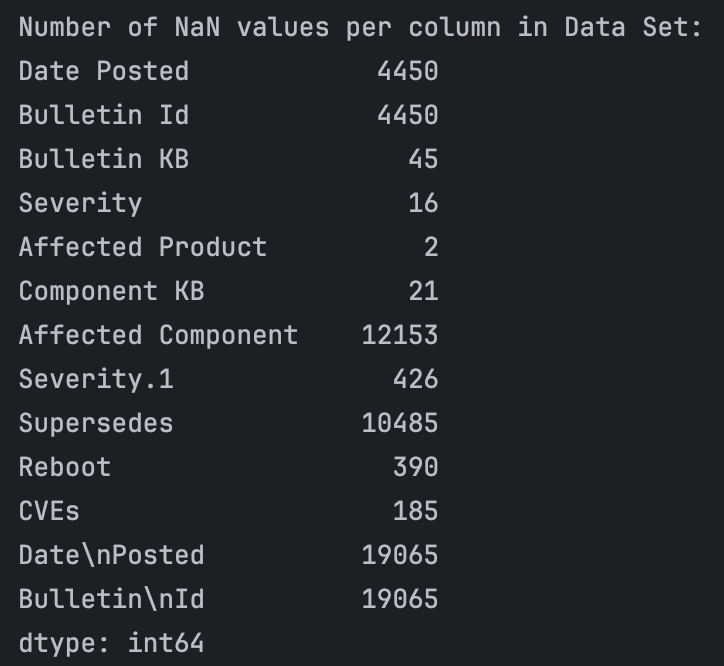 Number of NaN values per column in Data Set:
Date Posted 4450
Bulletin Id 4450
Bulletin KB 45
Severity 16
Affected Product 2
Component KB 21
Affected Component 12153
Severity.1 426
Supersedes 10485
Reboot 390
CVEs 185
Date\nPosted 19065
Bulletin\nId 19065
dtype: int64